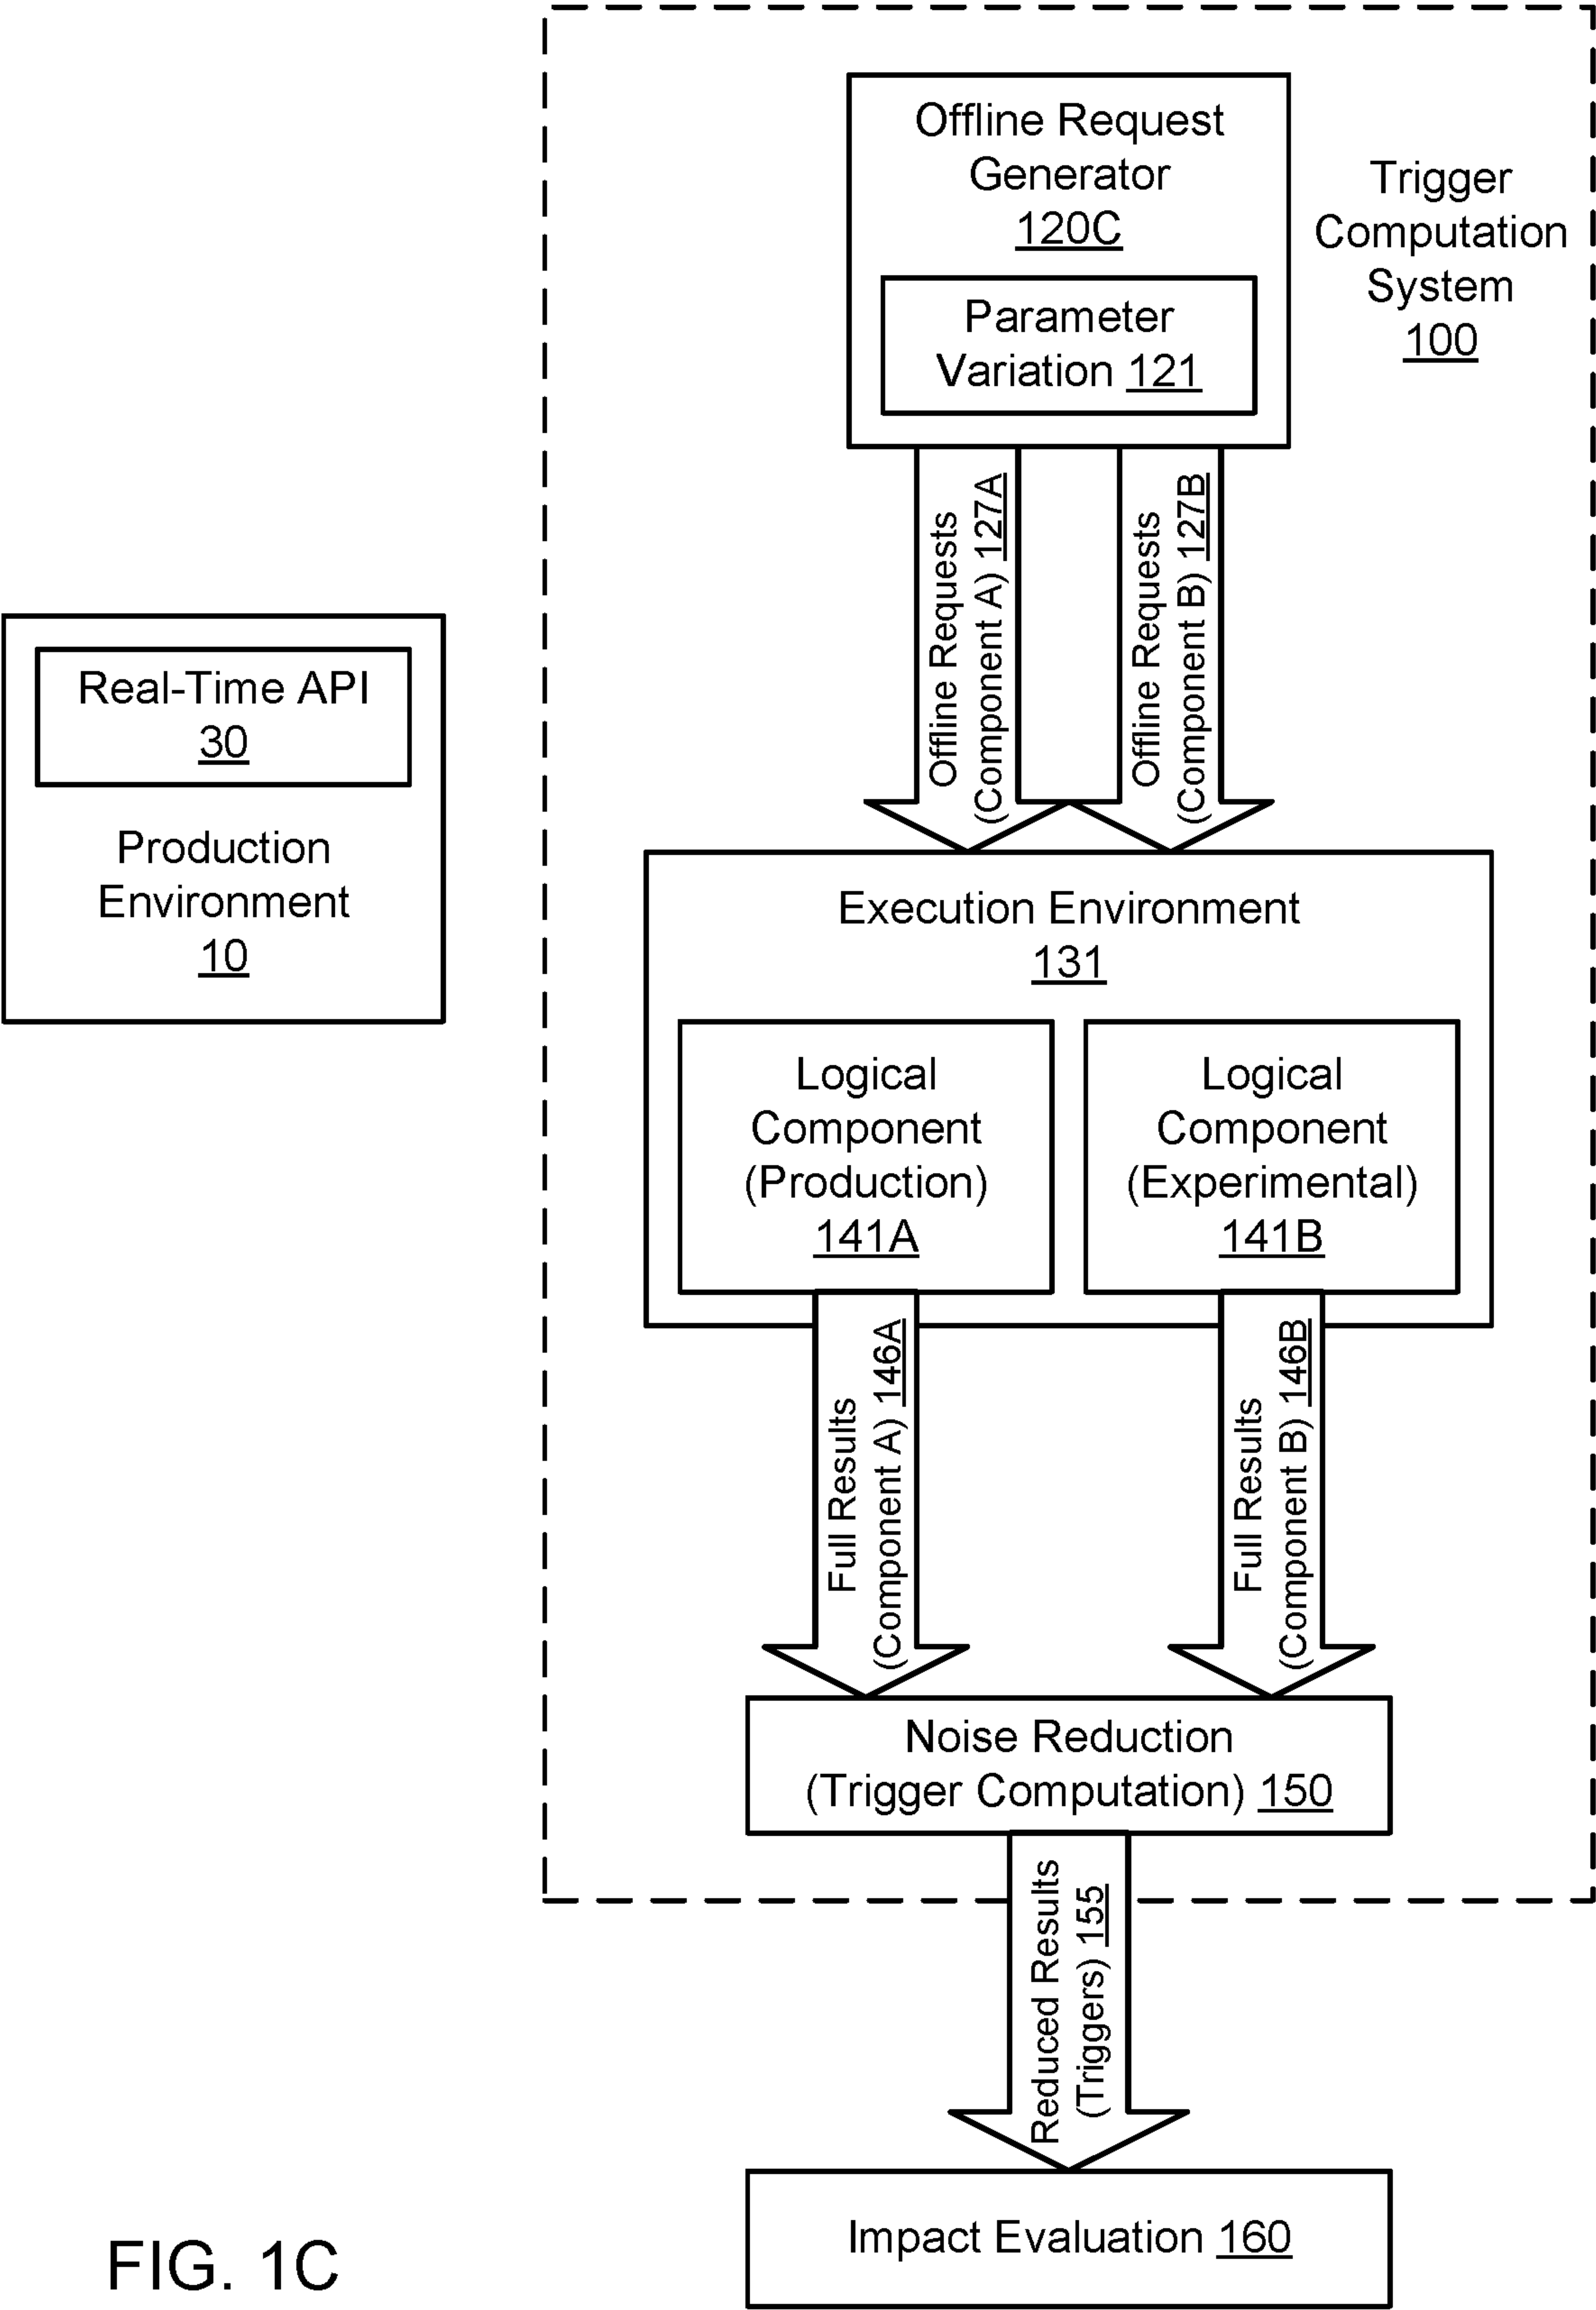 Offline Request
Generator
120C
Parameter
Variation 121
Trigger
Computation
System
100
Offline Requests
(Component A) 127A
Offline Requests
(Component B) 127B
Real-Time API
30
Production
Environment
10
Execution Environment
131
Logical
Component
(Production)
141A
Logical
Component
(Experimental)
141B
Full Results
(Component A) 146A
Full Results
(Component B) 146B
Noise Reduction
(Trigger Computation) 150
Reduced Results
(Triggers) 155
Impact Evaluation 160
FIG. 1C